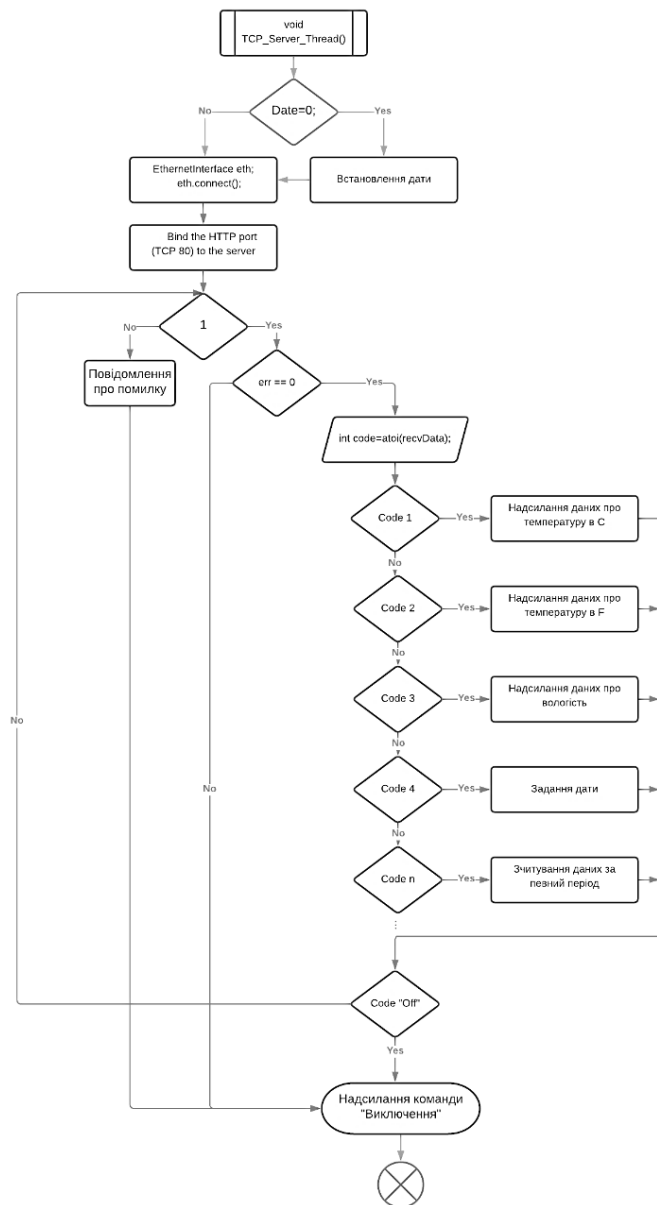 void
TCP_Server_Thread()
Date=0;
No
Yes
EthernetInterface eth;
eth.connect();
Встановлення дати
Bind the HTTP port
(TCP 80) to the server
1
No
Yes
Повідомлення
про помилку
err == 0
Yes
int code=atoi(recvData);
Code 1
Yes
Надсилання даних про
температуру в C
No
Code 2
Yes
Надсилання даних про
температуру в F
No
Code 3
Yes
Надсилання даних про
вологість
No
No
No
Code 4
Yes
Задання дати
No
Code n
Yes
Зчитування даних за
певний період
Code "Off"
Yes
Надсилання команди
"Виключення"